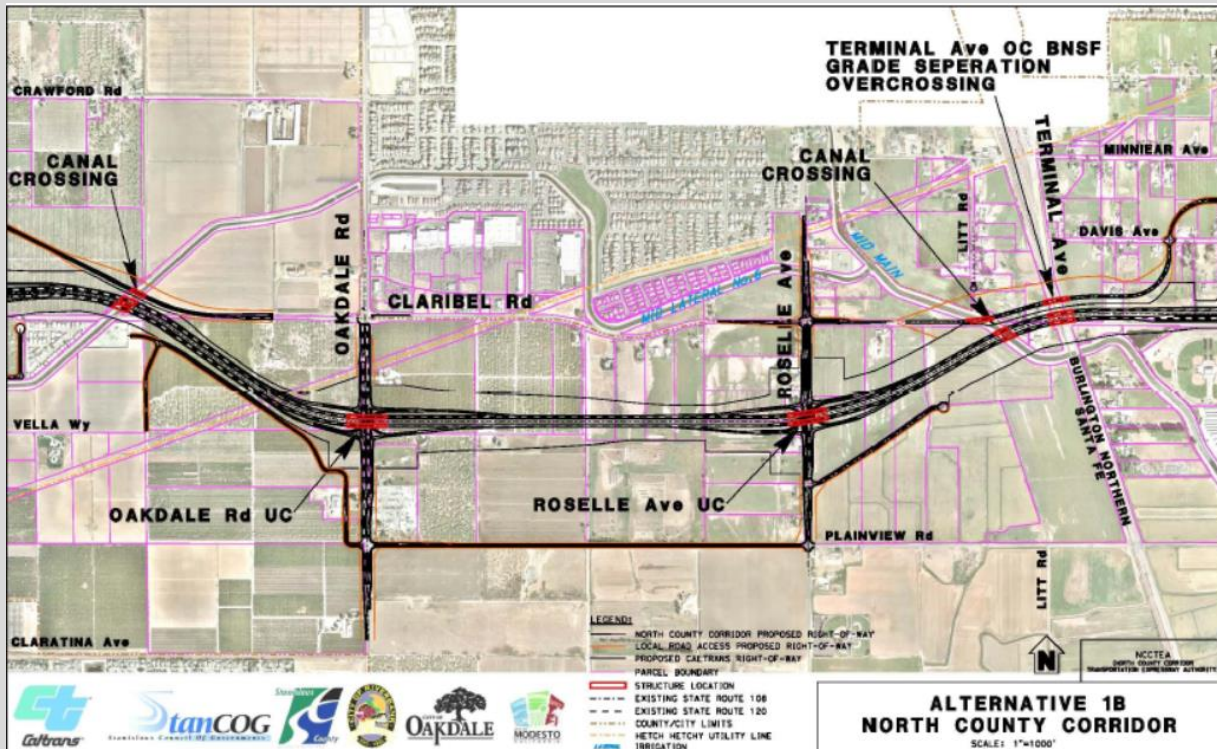 TERMINAL Ave OC BNSF
GRADE SEPERATION
OVERCROSSING
CRAWFORD Rd
CANAL
CROSSING
OAKDALE Rd
CANAL
CROSSING
TERMINAL AVE
MINNIEAR Ave
LITT Rd
DAVIS Ave
MID MAIN
ROSELLE Ave
CLARIBEL Rd
MID LATERAL No.6
VELLA Wy
BURLINGTON NORTHERN
SANTA FE
OAKDALE Rd UC
ROSELLE Ave UC
PLAINVIEW Rd
LITT Rd
CLARATINA Ave
LEGEND:
NORTH COUNTY CORRIDOR PROPOSED RIGHT-OF-WAY
LOCAL ROAD ACCESS PROPOSED RIGHT-OF-WAY
PROPOSED CALTRANS RIGHT-OF-WAY
PARCEL BOUNDARY
STRUCTURE LOCATION
EXISTING STATE ROUTE 108
EXISTING STATE ROUTE 120
COUNTY/CITY LIMITS
HETCH HETCHY UTILITY LINE
IRRIGATION
N
NCCTEA
NORTH COUNTY CORRIDOR
TRANSPORTATION EXPRESSWAY AUTHORITY
ct
Caltrans
StanCOG
Stanislaus Council Of Governments
Stanislaus
County
CITY OF
OAKDALE
MODESTO
CALIFORNIA
ALTERNATIVE 1B
NORTH COUNTY CORRIDOR
SCALE: 1"=1000'